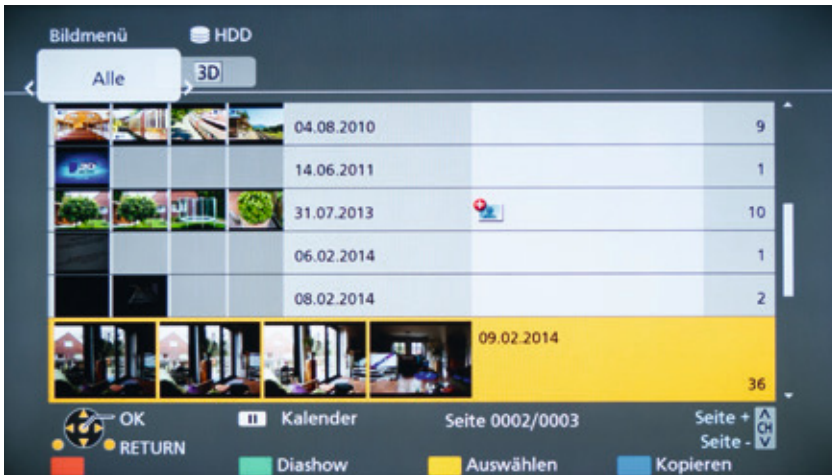 Bildmenü HDD
Alle 3D
04.08.2010 9
14.06.2011 1
31.07.2013 10
06.02.2014 1
08.02.2014 2
09.02.2014
36
OK Kalender Seite 0002/0003 Seite + CH
RETURN Seite -
Diashow Auswählen Kopieren